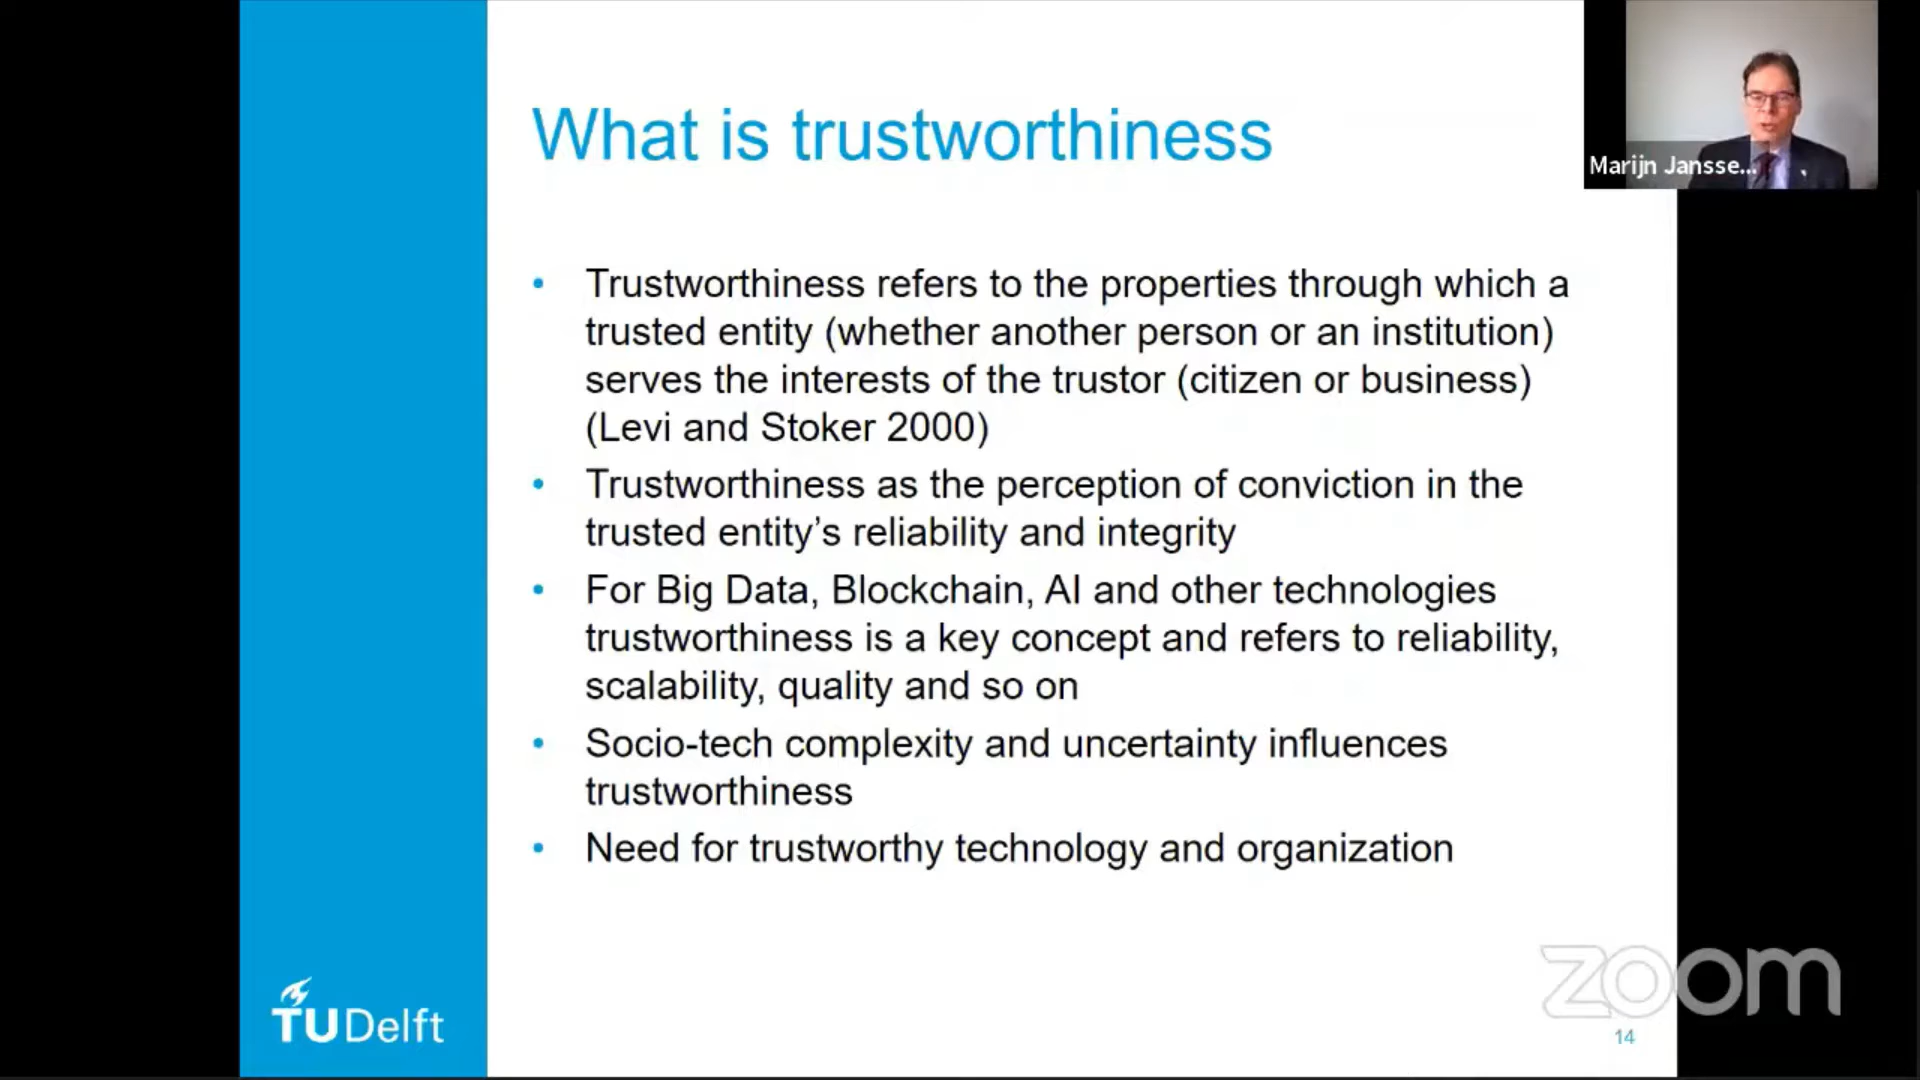 What is trustworthiness
Marijn Jansse...
• Trustworthiness refers to the properties through which a
trusted entity (whether another person or an institution)
serves the interests of the trustor (citizen or business)
(Levi and Stoker 2000)
• Trustworthiness as the perception of conviction in the
trusted entity’s reliability and integrity
• For Big Data, Blockchain, AI and other technologies
trustworthiness is a key concept and refers to reliability,
scalability, quality and so on
• Socio-tech complexity and uncertainty influences
trustworthiness
• Need for trustworthy technology and organization
TUDelft
zoom
14